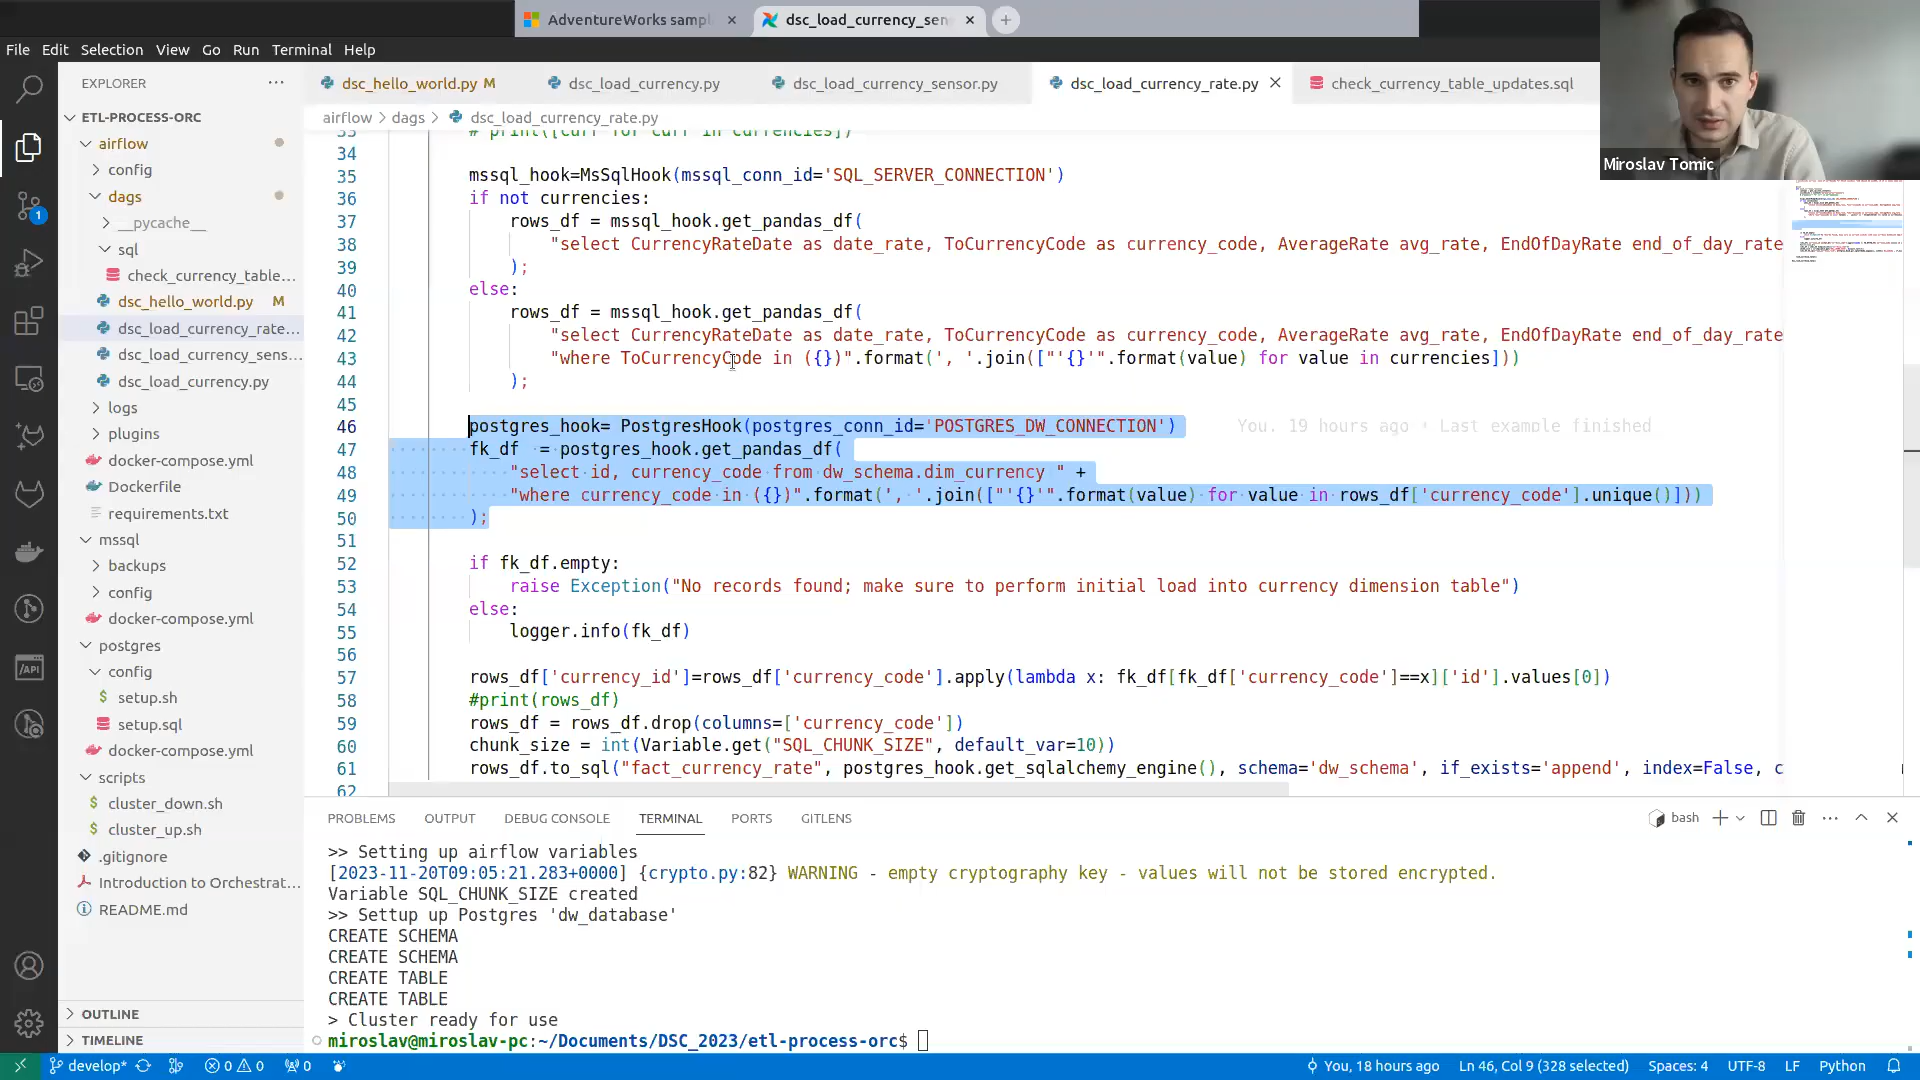 AdventureWorks sampl
dsc_load_currency_sen
File Edit Selection View Go Run Terminal Help
Miroslav Tomic
EXPLORER
dsc_hello_world.py M
dsc_load_currency.py
dsc_load_currency_sensor.py
dsc_load_currency_rate.py
check_currency_table_updates.sql
airflow > dags > dsc_load_currency_rate.py
ETL-PROCESS-ORC
airflow
config
dags
__pycache__
sql
check_currency_table...
dsc_hello_world.py M
dsc_load_currency_rate...
dsc_load_currency_sens...
dsc_load_currency.py
logs
plugins
docker-compose.yml
Dockerfile
requirements.txt
mssql
backups
config
docker-compose.yml
postgres
config
setup.sh
setup.sql
docker-compose.yml
scripts
cluster_down.sh
cluster_up.sh
.gitignore
Introduction to Orchestrat...
README.md
OUTLINE
TIMELINE
1
/API
33 # print([curr for curr in currencies])
34
35 mssql_hook=MsSqlHook(mssql_conn_id='SQL_SERVER_CONNECTION')
36 if not currencies:
37 rows_df = mssql_hook.get_pandas_df(
38 "select CurrencyRateDate as date_rate, ToCurrencyCode as currency_code, AverageRate avg_rate, EndOfDayRate end_of_day_rate
39 );
40 else:
41 rows_df = mssql_hook.get_pandas_df(
42 "select CurrencyRateDate as date_rate, ToCurrencyCode as currency_code, AverageRate avg_rate, EndOfDayRate end_of_day_rate
43 "where ToCurrencyCode in ({})".format(', '.join(["'{}'".format(value) for value in currencies]))
44 );
45
46 postgres_hook= PostgresHook(postgres_conn_id='POSTGRES_DW_CONNECTION') You, 19 hours ago • Last example finished
47 fk_df = postgres_hook.get_pandas_df(
48 "select id, currency_code from dw_schema.dim_currency " +
49 "where currency_code in ({})".format(', '.join(["'{}'".format(value) for value in rows_df['currency_code'].unique()]))
50 );
51
52 if fk_df.empty:
53 raise Exception("No records found; make sure to perform initial load into currency dimension table")
54 else:
55 logger.info(fk_df)
56
57 rows_df['currency_id']=rows_df['currency_code'].apply(lambda x: fk_df[fk_df['currency_code']==x]['id'].values[0])
58 #print(rows_df)
59 rows_df = rows_df.drop(columns=['currency_code'])
60 chunk_size = int(Variable.get("SQL_CHUNK_SIZE", default_var=10))
61 rows_df.to_sql("fact_currency_rate", postgres_hook.get_sqlalchemy_engine(), schema='dw_schema', if_exists='append', index=False, c
62
PROBLEMS OUTPUT DEBUG CONSOLE TERMINAL PORTS GITLENS
bash
>> Setting up airflow variables
[2023-11-20T09:05:21.283+0000] {crypto.py:82} WARNING - empty cryptography key - values will not be stored encrypted.
Variable SQL_CHUNK_SIZE created
>> Settup up Postgres 'dw_database'
CREATE SCHEMA
CREATE SCHEMA
CREATE TABLE
CREATE TABLE
> Cluster ready for use
miroslav@miroslav-pc:~/Documents/DSC_2023/etl-process-orc$
develop* 0 0 0 You, 18 hours ago Ln 46, Col 9 (328 selected) Spaces: 4 UTF-8 LF Python